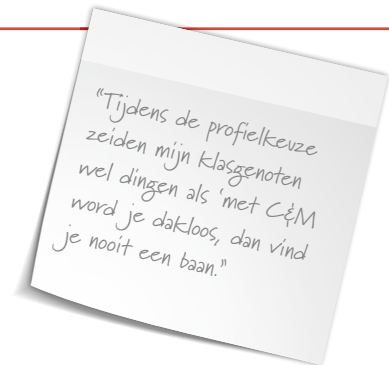 “Tijdens de profielkeuze
zeiden mijn klasgenoten
wel dingen als ‘met C&M
word je dakloos, dan vind
je nooit een baan.”